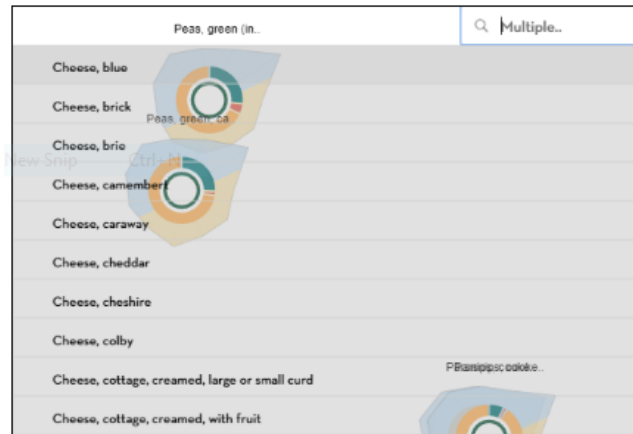 Peas, green (in..
Multiple..
Cheese, blue
Cheese, brick
Peas, green, ca..
Cheese, brie
New Snip Ctrl+N
Cheese, camembert
Cheese, caraway
Cheese, cheddar
Cheese, cheshire
Cheese, colby
Cheese, cottage, creamed, large or small curd
Cheese, cottage, creamed, with fruit